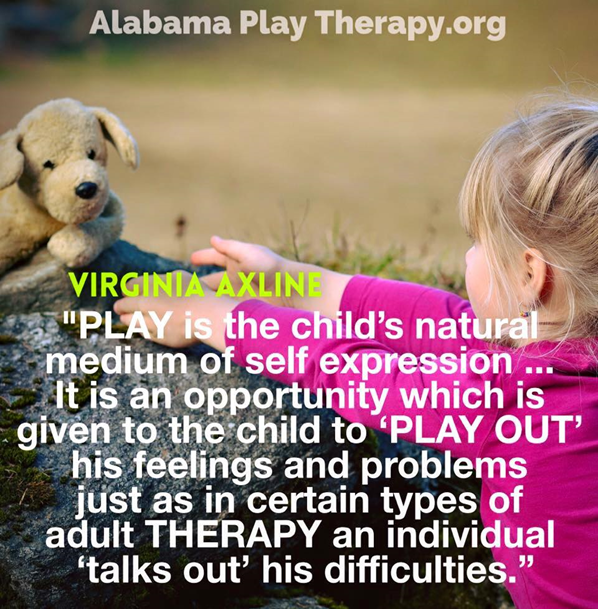 Alabama Play Therapy.org
VIRGINIA AXLINE
"PLAY is the child’s natural
medium of self expression ...
It is an opportunity which is
given to the child to ‘PLAY OUT’
his feelings and problems
just as in certain types of
adult THERAPY an individual
‘talks out’ his difficulties.”